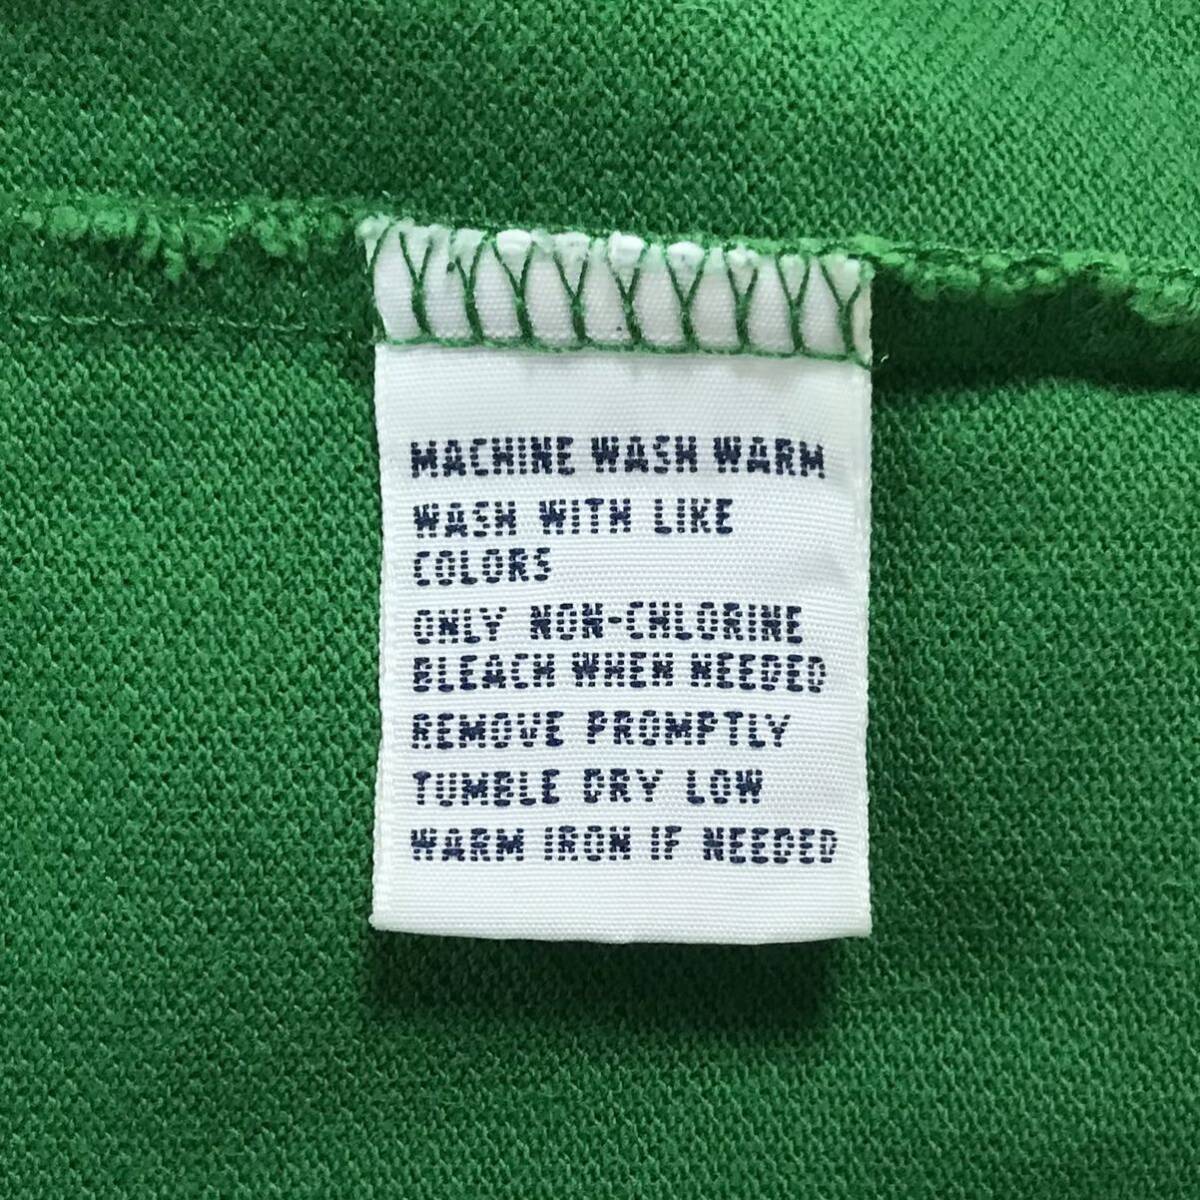 MACHINE WASH WARM
WASH WITH LIKE
COLORS
ONLY NON-CHLORINE
BLEACH WHEN NEEDED
REMOVE PROMPTLY
TUMBLE DRY LOW
WARM IRON IF NEEDED